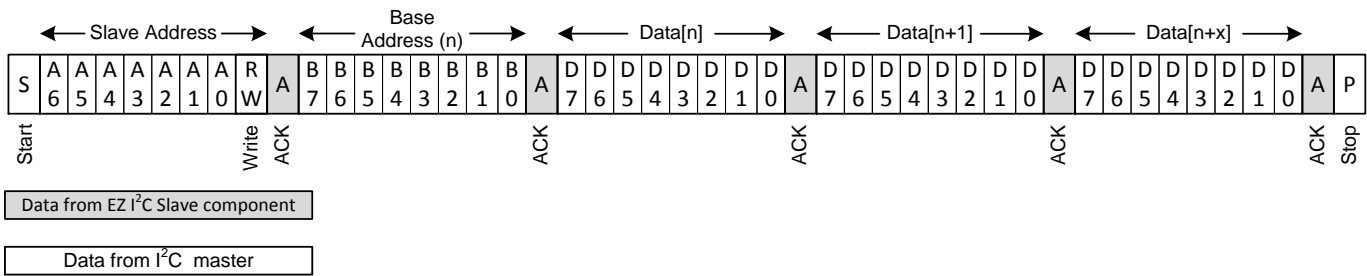 Slave Address
Base
Address (n)
Data[n]
Data[n+1]
Data[n+x]
S A6 A5 A4 A3 A2 A1 A0 RW A B7 B6 B5 B4 B3 B2 B1 B0 A D7 D6 D5 D4 D3 D2 D1 D0 A D7 D6 D5 D4 D3 D2 D1 D0 A D7 D6 D5 D4 D3 D2 D1 D0 A P
Start
Write
ACK
ACK
ACK
ACK
ACK
Stop
Data from EZ I²C Slave component
Data from I²C master